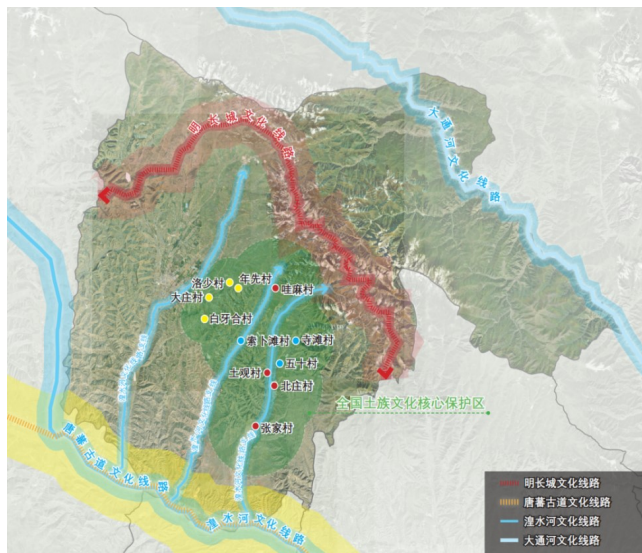 明长城文化线路
大通河文化线路
洛少村
年先村
大庄村
哇麻村
白牙合村
索卜滩村
寺滩村
五十村
土观村
北庄村
全国土族文化核心保护区
张家村
唐蕃古道文化线路
湟水河文化线路
明长城文化线路
唐蕃古道文化线路
湟水河文化线路
大通河文化线路